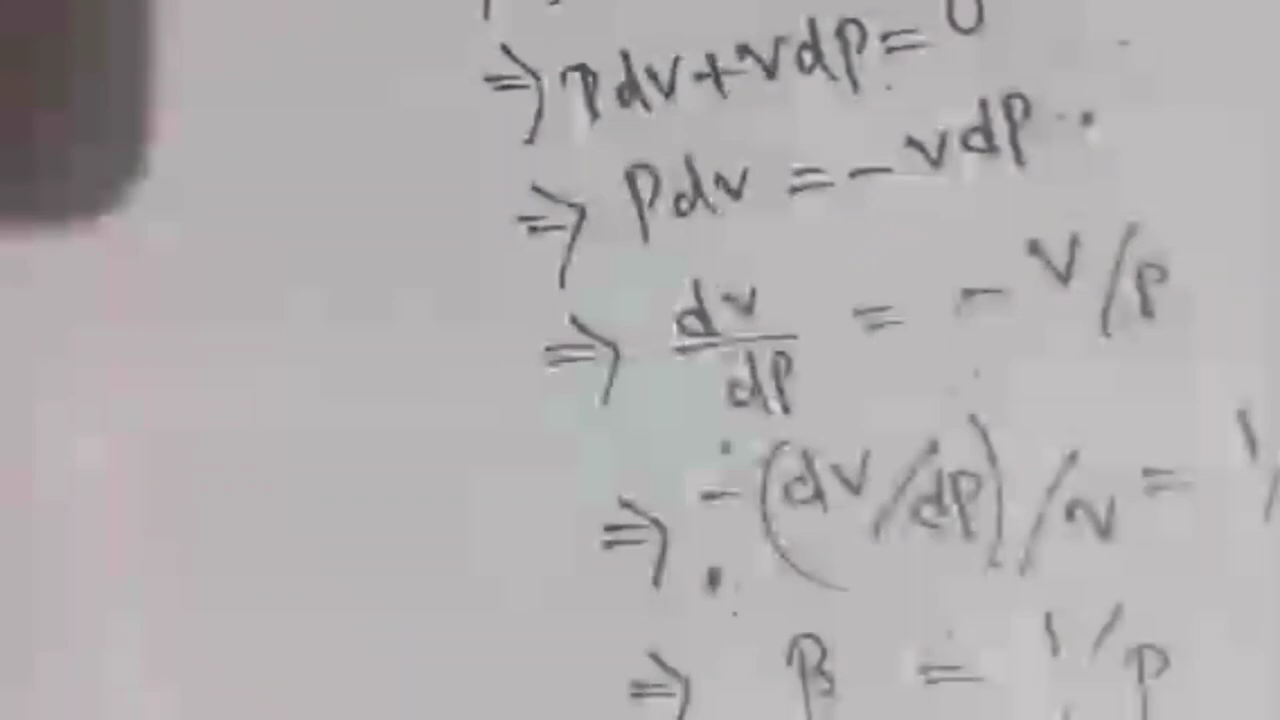 ⇒ pdv+vdp=0
⇒ pdv = -vdp
⇒ dv/dp = - v/p
⇒ -(dv/dp)/v = 1/
⇒ β = 1/p